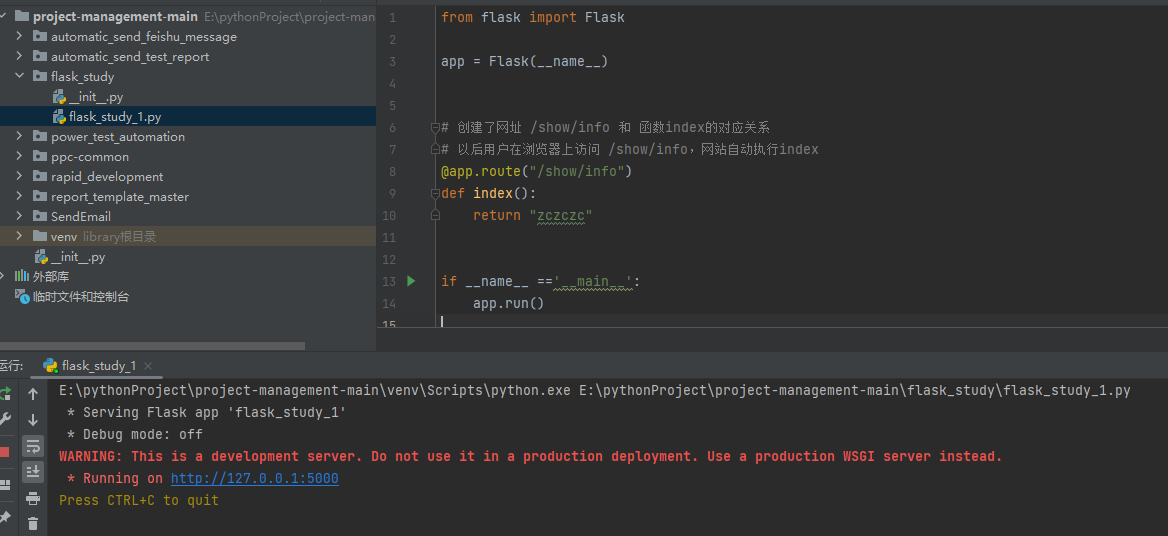 project-management-main E:\pythonProject\project-man
automatic_send_feishu_message
automatic_send_test_report
flask_study
__init__.py
flask_study_1.py
power_test_automation
ppc-common
rapid_development
report_template_master
SendEmail
venv library根目录
__init__.py
外部库
临时文件和控制台
1 from flask import Flask
2
3 app = Flask(__name__)
4
5
6 # 创建了网址 /show/info 和 函数index的对应关系
7 # 以后用户在浏览器上访问 /show/info，网站自动执行index
8 @app.route("/show/info")
9 def index():
10 return "zczczc"
11
12
13 if __name__ =='__main__':
14 app.run()
15
运行: flask_study_1
E:\pythonProject\project-management-main\venv\Scripts\python.exe E:\pythonProject\project-management-main\flask_study\flask_study_1.py
* Serving Flask app 'flask_study_1'
* Debug mode: off
WARNING: This is a development server. Do not use it in a production deployment. Use a production WSGI server instead.
* Running on http://127.0.0.1:5000
Press CTRL+C to quit